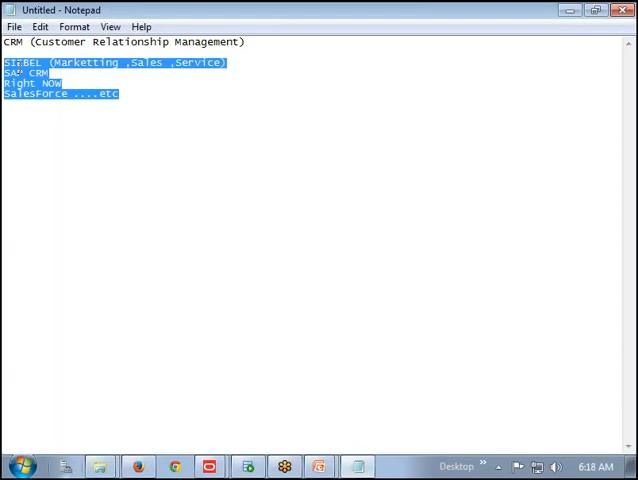 Untitled - Notepad
File Edit Format View Help
CRM (Customer Relationship Management)
SIEBEL (Marketting ,Sales ,Service)
SAP CRM
Right NOW
SalesForce ....etc
Desktop
6:18 AM